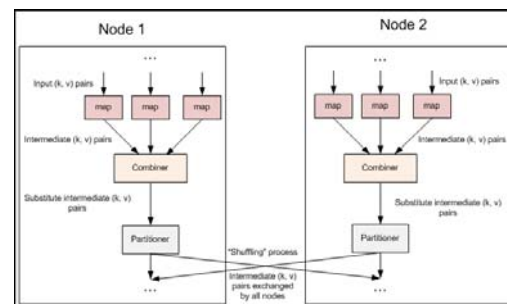 Node 1
Node 2
...
...
Input (k, v) pairs
Input (k, v) pairs
map
map
map
map
map
map
Intermediate (k, v) pairs
Intermediate (k, v) pairs
Combiner
Combiner
Substitute intermediate (k, v)
pairs
Substitute intermediate (k, v)
pairs
Partitioner
Partitioner
"Shuffling" process
Intermediate (k, v)
pairs exchanged
by all nodes
...
...